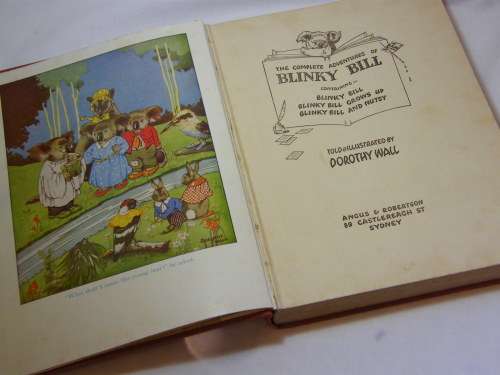 THE COMPLETE ADVENTURES OF
BLINKY BILL
CONTAINING—
BLINKY BILL
BLINKY BILL GROWS UP
BLINKY BILL AND NUTSY
TOLD & ILLUSTRATED BY
DOROTHY WALL
ANGUS & ROBERTSON
89 CASTLEREAGH ST
SYDNEY